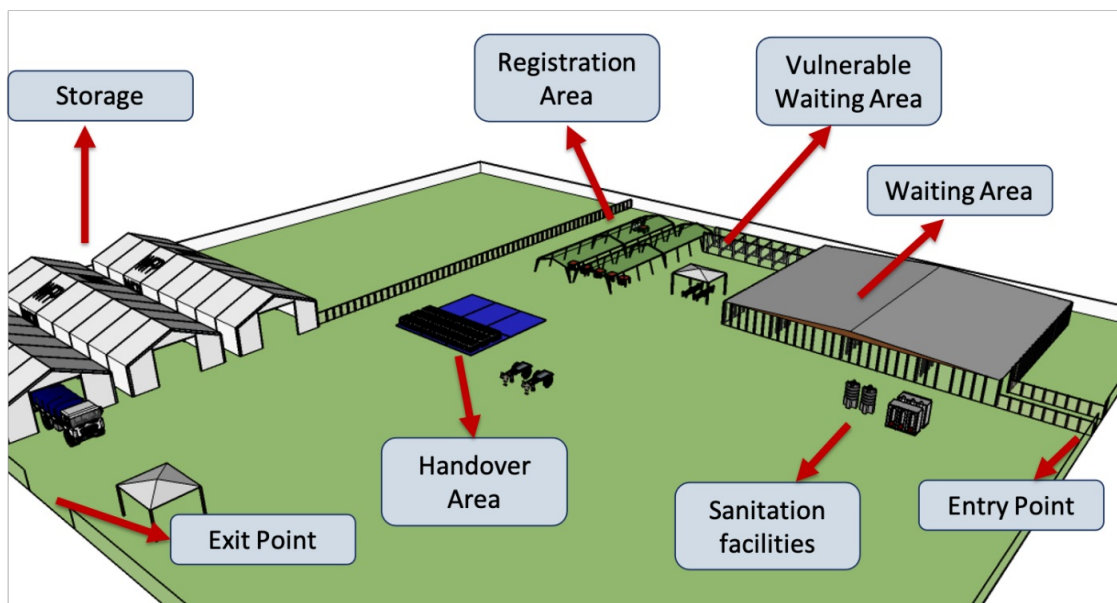 Storage
Registration
Area
Vulnerable
Waiting Area
Waiting Area
Handover
Area
Sanitation
facilities
Entry Point
Exit Point